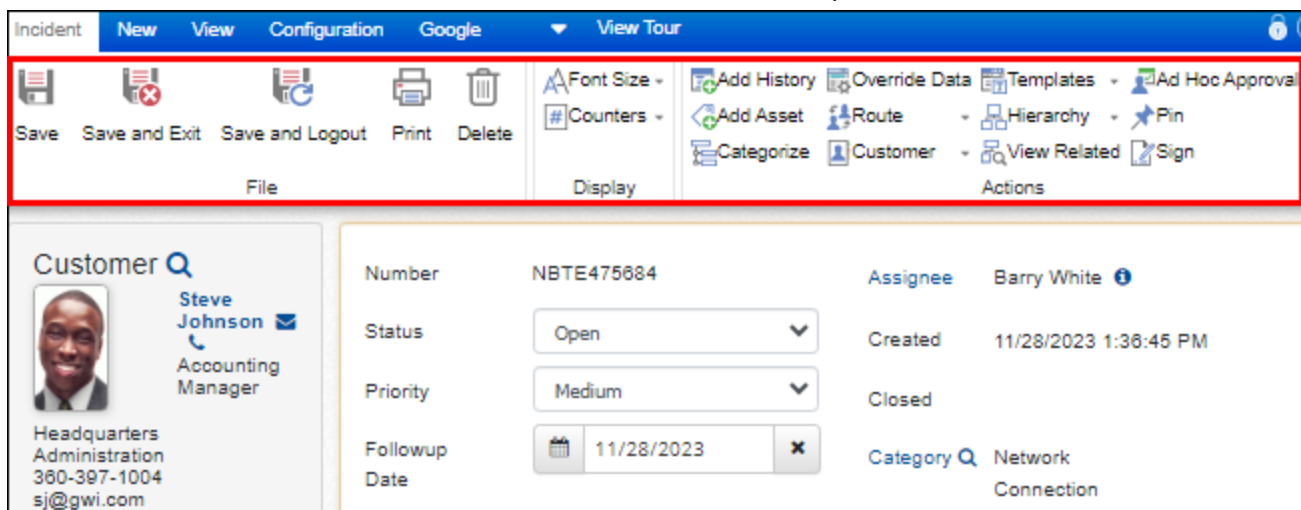 Incident New View Configuration Google View Tour
Save Save and Exit Save and Logout Print Delete
File
Font Size
# Counters
Display
Add History Override Data Templates Ad Hoc Approval
Add Asset Route Hierarchy Pin
Categorize Customer View Related Sign
Actions
Customer
Steve
Johnson
Accounting
Manager
Headquarters
Administration
360-397-1004
sj@gwi.com
Number NBTE475684
Status Open
Priority Medium
Followup
Date 11/28/2023
Assignee Barry White
Created 11/28/2023 1:36:45 PM
Closed
Category Network
Connection